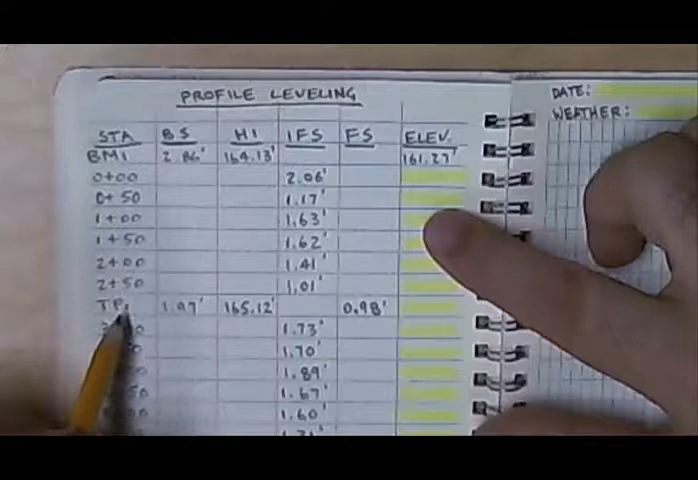 PROFILE LEVELING
DATE:
WEATHER:
STA BS HI IFS FS ELEV.
BM1 2.86' 164.13' 161.27'
0+00 2.06'
0+50 1.17'
1+00 1.63'
1+50 1.62'
2+00 1.41'
2+50 1.01'
TP1 1.97' 165.12' 0.98'
1.73'
1.70'
1.89'
1.67'
1.60'